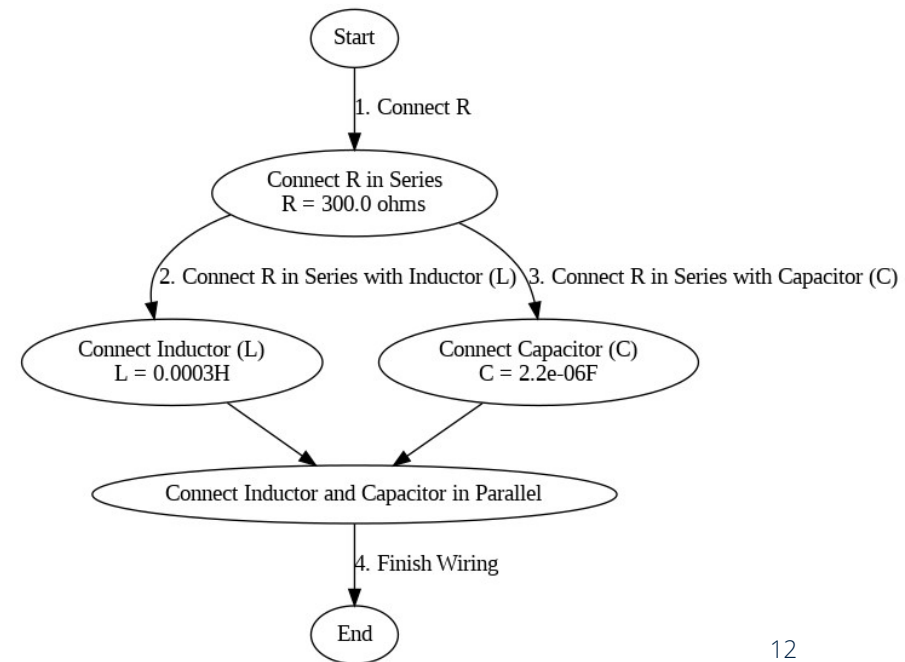 Start
1. Connect R
Connect R in Series
R = 300.0 ohms
2. Connect R in Series with Inductor (L)
3. Connect R in Series with Capacitor (C)
Connect Inductor (L)
L = 0.0003H
Connect Capacitor (C)
C = 2.2e-06F
Connect Inductor and Capacitor in Parallel
4. Finish Wiring
End
12